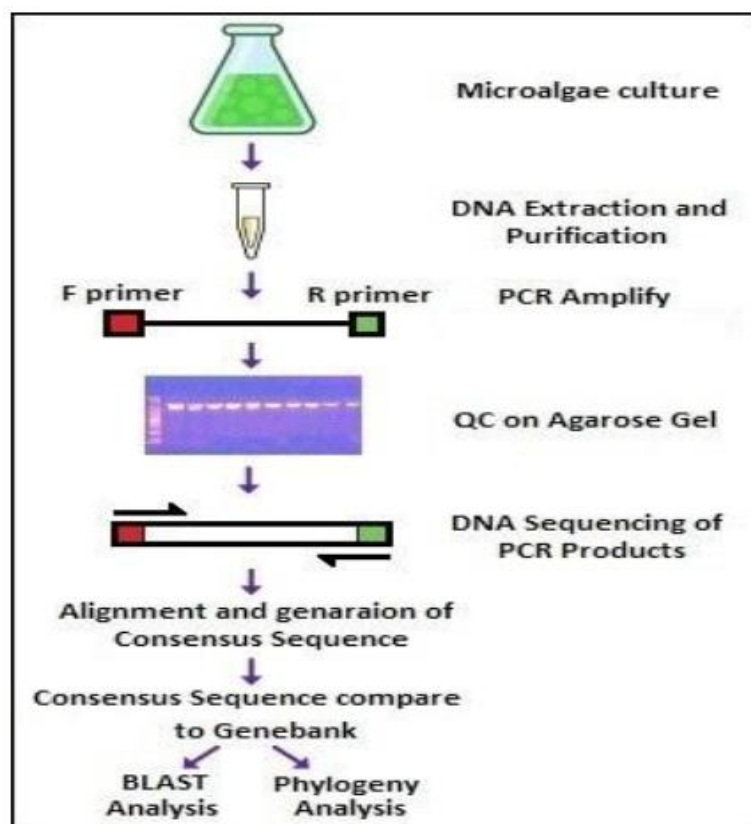 Microalgae culture
DNA Extraction and
Purification
F primer
R primer
PCR Amplify
QC on Agarose Gel
DNA Sequencing of
PCR Products
Alignment and genaraion of
Consensus Sequence
Consensus Sequence compare
to Genebank
BLAST
Analysis
Phylogeny
Analysis